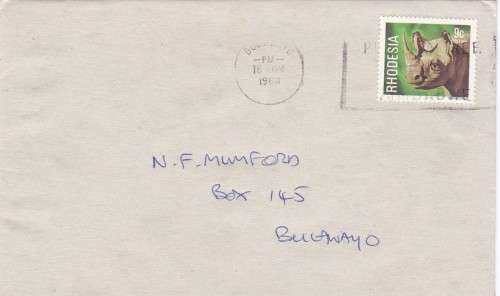 RHODESIA 9c
PM
N.F. MUMFORD
BOX 145
BULAWAYO